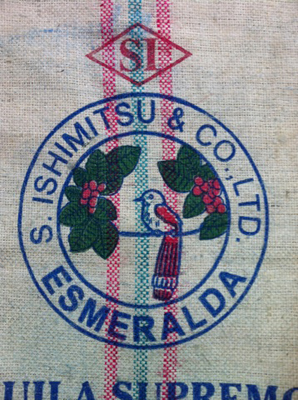 SI
S. ISHIMITSU & CO., LTD.
ESMERALDA
UILA SUPREMO